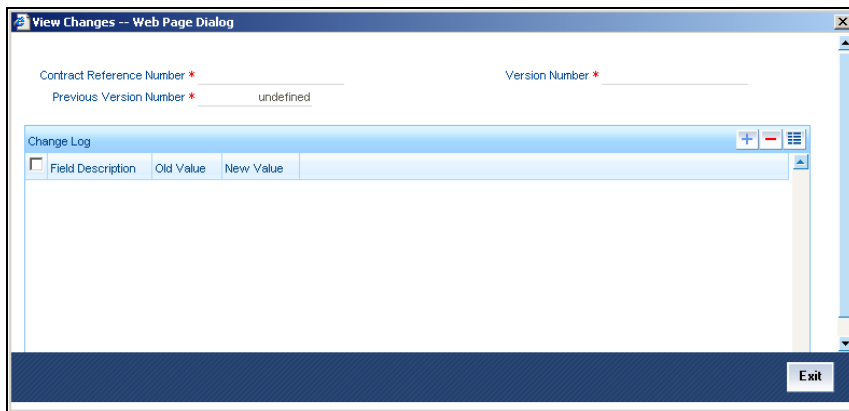 View Changes -- Web Page Dialog
Contract Reference Number * Version Number *
Previous Version Number * undefined
Change Log
Field Description Old Value New Value
Exit